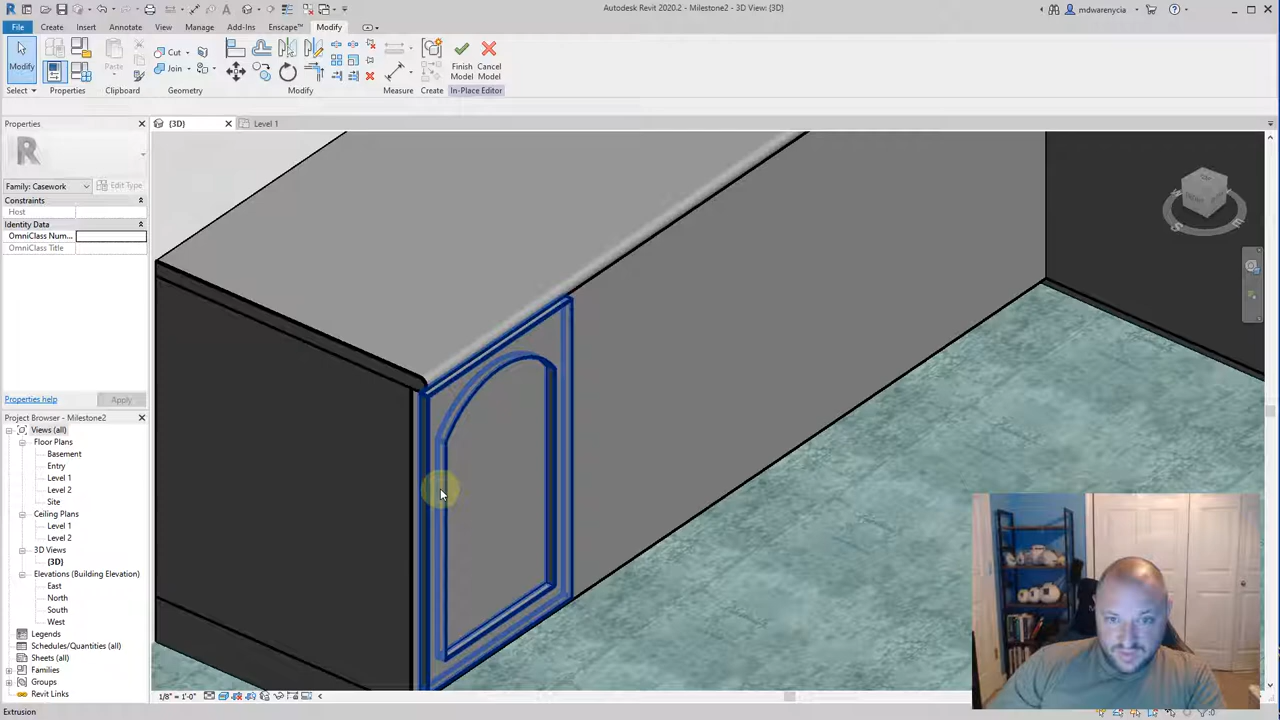 Autodesk Revit 2020.2 - Milestone2 - 3D View: {3D}
mdwarenycia
File
Create
Insert
Annotate
View
Manage
Add-Ins
Enscape™
Modify
Modify
Paste
Cut
Join
Finish
Model
Cancel
Model
Select
Properties
Clipboard
Geometry
Modify
Measure
Create
In-Place Editor
Properties
{3D}
Level 1
R
Family: Casework
Edit Type
Constraints
Host
Identity Data
OmniClass Num...
OmniClass Title
Properties help
Apply
Project Browser - Milestone2
Views (all)
Floor Plans
Basement
Entry
Level 1
Level 2
Site
Ceiling Plans
Level 1
Level 2
3D Views
{3D}
Elevations (Building Elevation)
East
North
South
West
Legends
Schedules/Quantities (all)
Sheets (all)
Families
Groups
Revit Links
1/8" = 1'-0"
Extrusion
:0